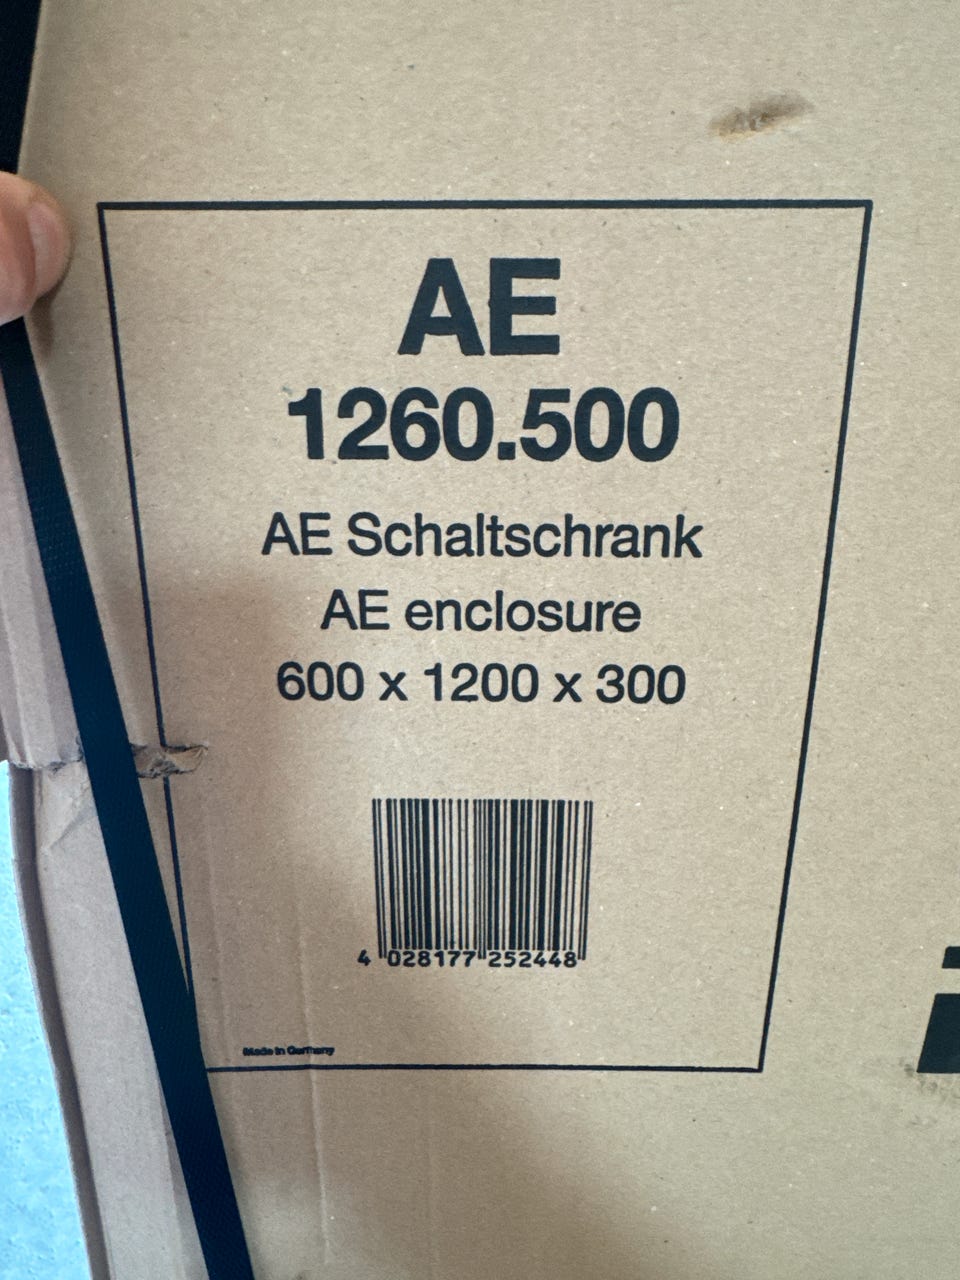 AE
1260.500
AE Schaltschrank
AE enclosure
600 x 1200 x 300
4 028177 252448
Made in Germany